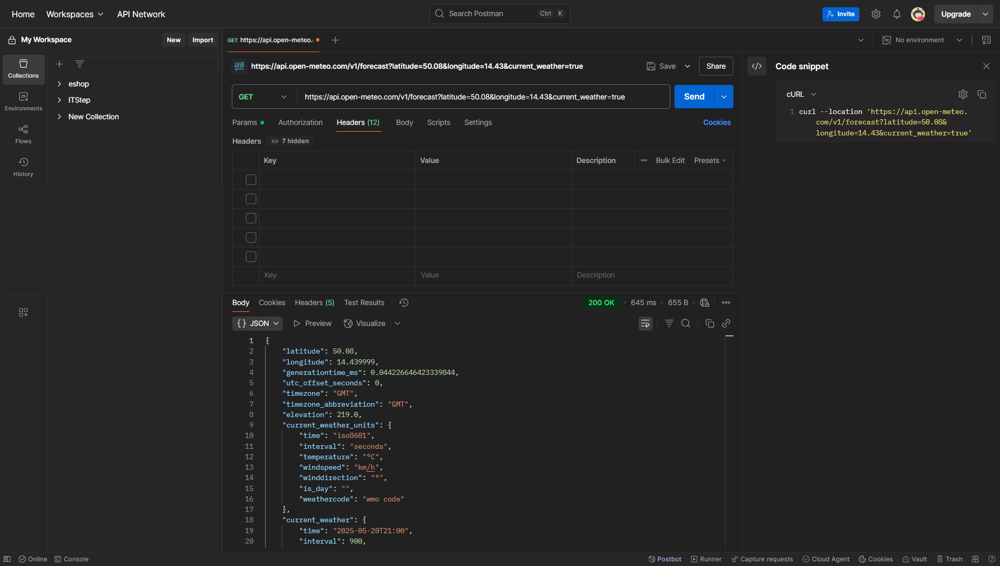 Home Workspaces API Network Search Postman Ctrl K Invite Upgrade
My Workspace New Import GET https://api.open-meteo. No environment
Collections
Environments
Flows
History
eshop
ITStep
New Collection
HTTP https://api.open-meteo.com/v1/forecast?latitude=50.08&longitude=14.43&current_weather=true Save Share
GET https://api.open-meteo.com/v1/forecast?latitude=50.08&longitude=14.43&current_weather=true Send
Params Authorization Headers (12) Body Scripts Settings Cookies
Headers 7 hidden
Key Value Description Bulk Edit Presets
Key Value Description
Code snippet
cURL
1 curl --location 'https://api.open-meteo.
com/v1/forecast?latitude=50.08&
longitude=14.43&current_weather=true'
Body Cookies Headers (5) Test Results 200 OK 645 ms 655 B
{} JSON Preview Visualize
1 {
2 "latitude": 50.08,
3 "longitude": 14.439999,
4 "generationtime_ms": 0.044226646423339844,
5 "utc_offset_seconds": 0,
6 "timezone": "GMT",
7 "timezone_abbreviation": "GMT",
8 "elevation": 219.0,
9 "current_weather_units": {
10 "time": "iso8601",
11 "interval": "seconds",
12 "temperature": "°C",
13 "windspeed": "km/h",
14 "winddirection": "°",
15 "is_day": "",
16 "weathercode": "wmo code"
17 },
18 "current_weather": {
19 "time": "2025-05-20T21:00",
20 "interval": 900,
Online Console Postbot Runner Capture requests Cloud Agent Cookies Vault Trash